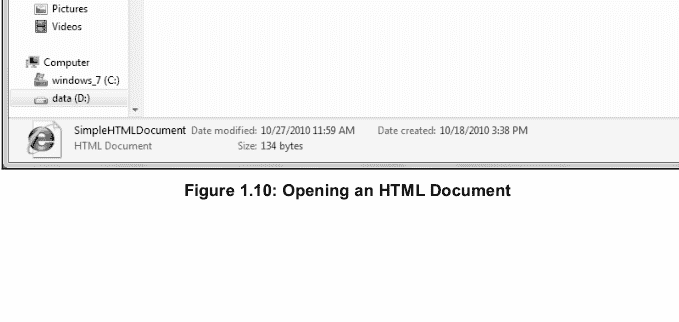 Pictures
Videos
Computer
windows_7 (C:)
data (D:)
SimpleHTMLDocument Date modified: 10/27/2010 11:59 AM Date created: 10/18/2010 3:38 PM
HTML Document Size: 134 bytes
Figure 1.10: Opening an HTML Document